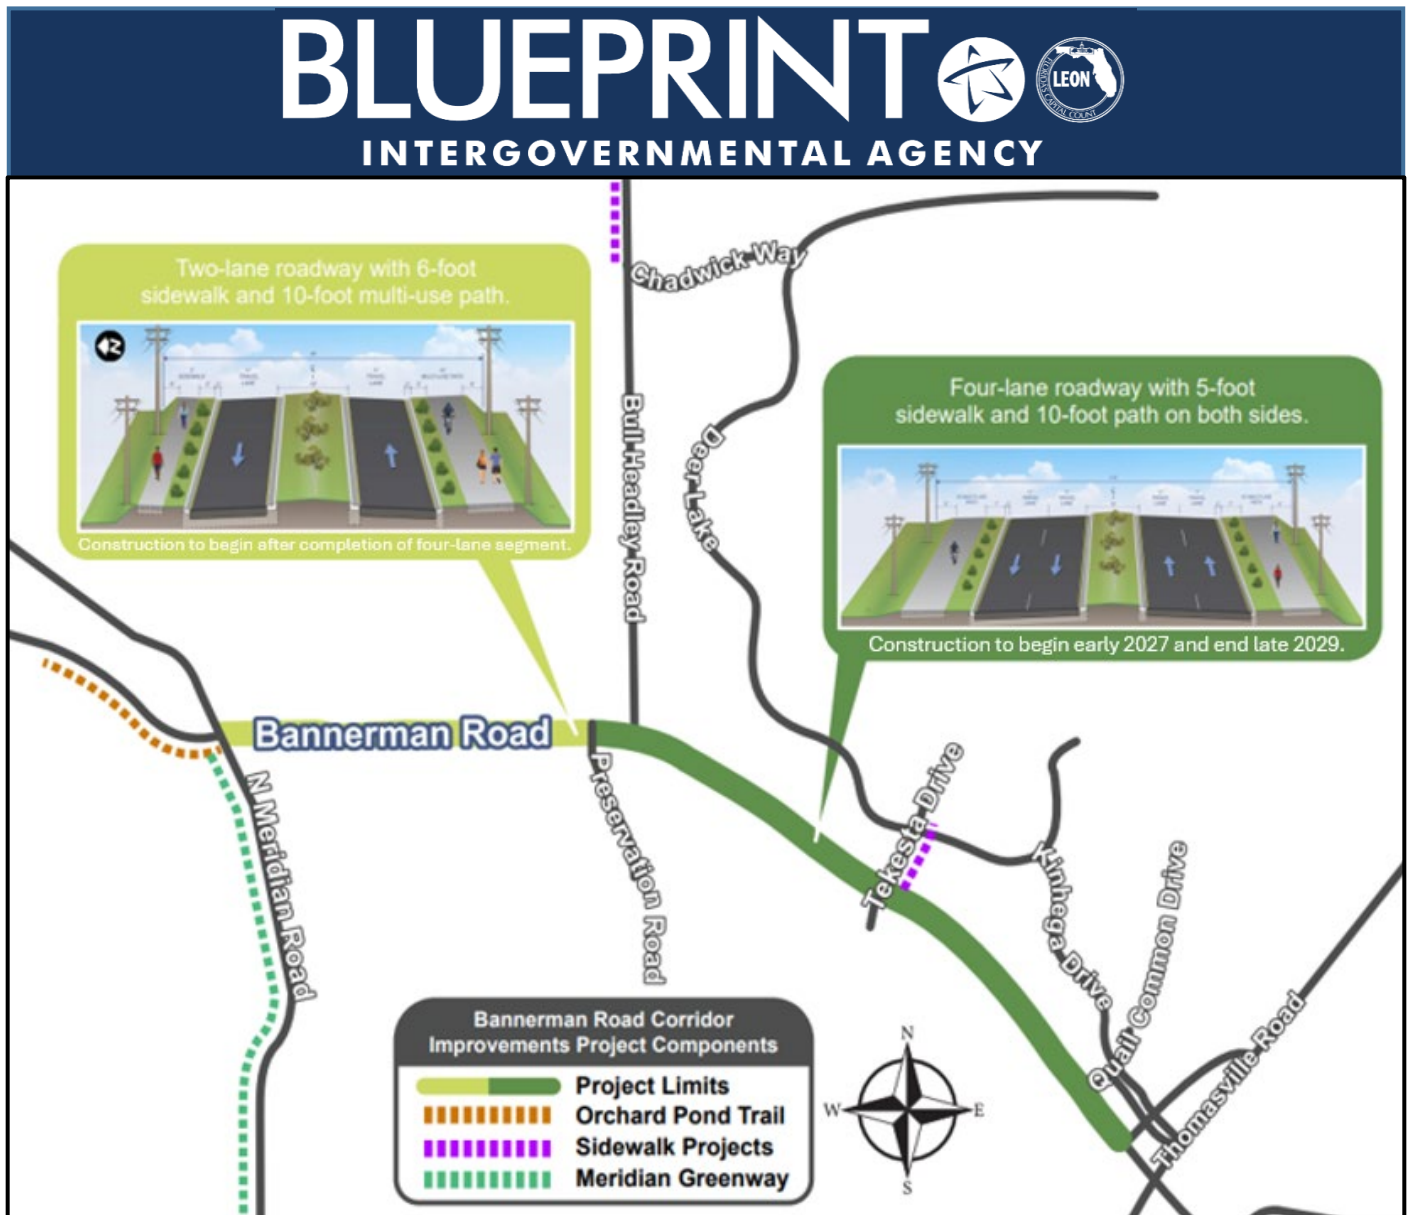 BLUEPRINT
LEON
FLORIDA'S CAPITAL COUNTY
INTERGOVERNMENTAL AGENCY
Two-lane roadway with 6-foot
sidewalk and 10-foot multi-use path.
N
Construction to begin after completion of four-lane segment.
Chadwick Way
Bull Headley Road
Deer Lake
Four-lane roadway with 5-foot
sidewalk and 10-foot path on both sides.
Construction to begin early 2027 and end late 2029.
Bannerman Road
N Meridian Road
Preservation Road
Tekesta Drive
Kinhega Drive
Quail Common Drive
Thomasville Road
Bannerman Road Corridor
Improvements Project Components
Project Limits
Orchard Pond Trail
Sidewalk Projects
Meridian Greenway
N
W
E
S